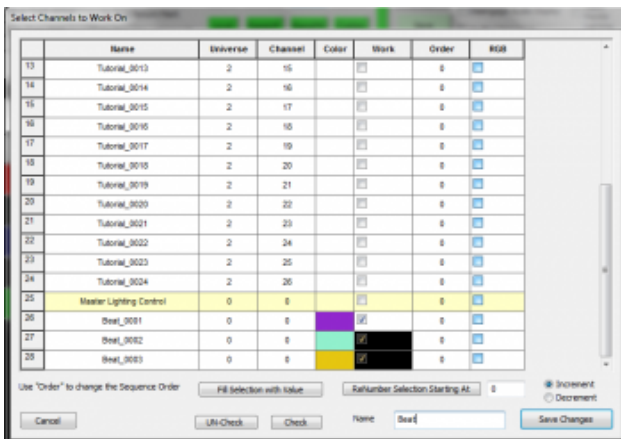 Select Channels to Work On
Name Universe Channel Color Work Order RGB
13 Tutorial_0013 2 15 0
14 Tutorial_0014 2 16 0
15 Tutorial_0015 2 17 0
16 Tutorial_0016 2 18 0
17 Tutorial_0017 2 19 0
18 Tutorial_0018 2 20 0
19 Tutorial_0019 2 21 0
20 Tutorial_0020 2 22 0
21 Tutorial_0021 2 23 0
22 Tutorial_0022 2 24 0
23 Tutorial_0023 2 25 0
24 Tutorial_0024 2 26 0
25 Master Lighting Control 0 0 0
26 Beat_0001 0 0 0
27 Beat_0002 0 0 0
28 Beat_0003 0 0 0
Use "Order" to change the Sequence Order Fill Selection with Value ReNumber Selection Starting At 0 Increment
Decrement
Cancel UN-Check Check Name Beat Save Changes